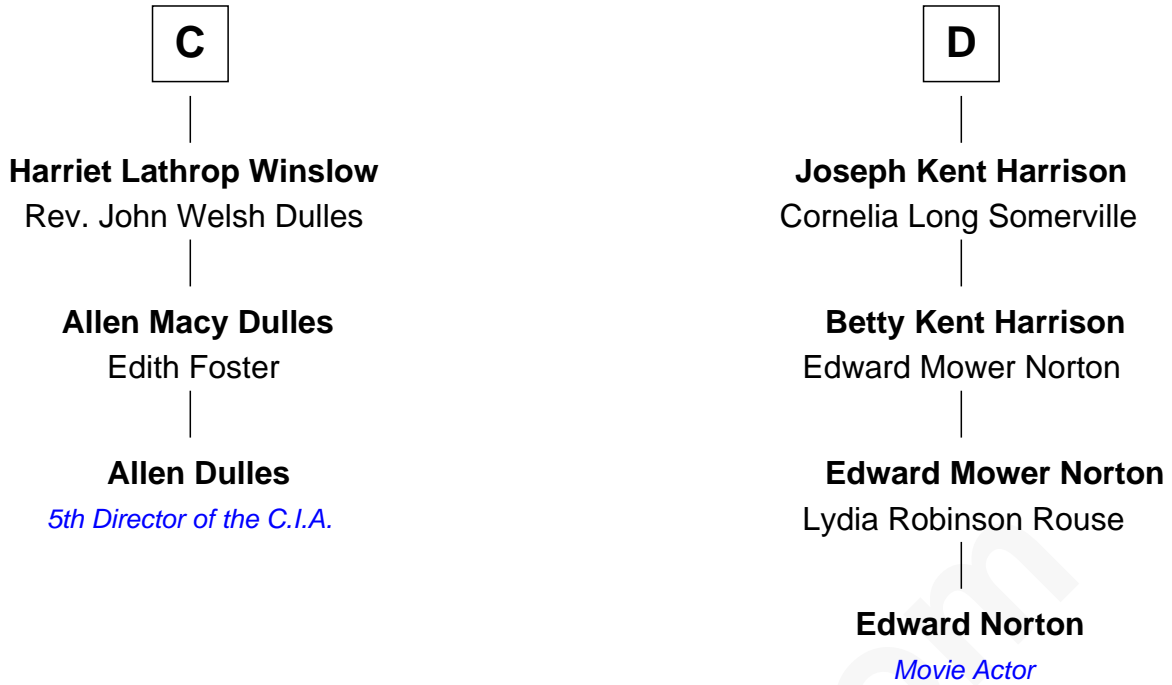 C
Harriet Lathrop Winslow
Rev. John Welsh Dulles
Allen Macy Dulles
Edith Foster
Allen Dulles
5th Director of the C.I.A.
D
Joseph Kent Harrison
Cornelia Long Somerville
Betty Kent Harrison
Edward Mower Norton
Edward Mower Norton
Lydia Robinson Rouse
Edward Norton
Movie Actor
om